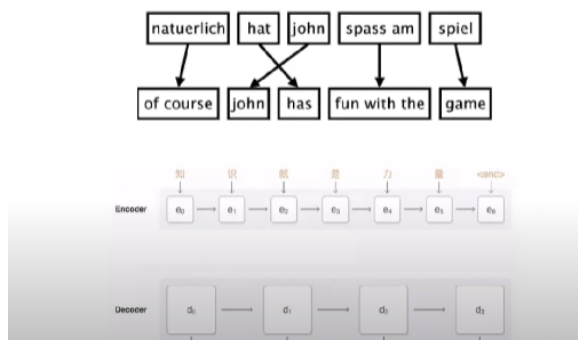 natuerlich hat john spass am spiel
of course john has fun with the game
知 识 就 是 力 量 <end>
Encoder e₀ e₁ e₂ e₃ e₄ e₅ e₆
Decoder d₀ d₁ d₂ d₃